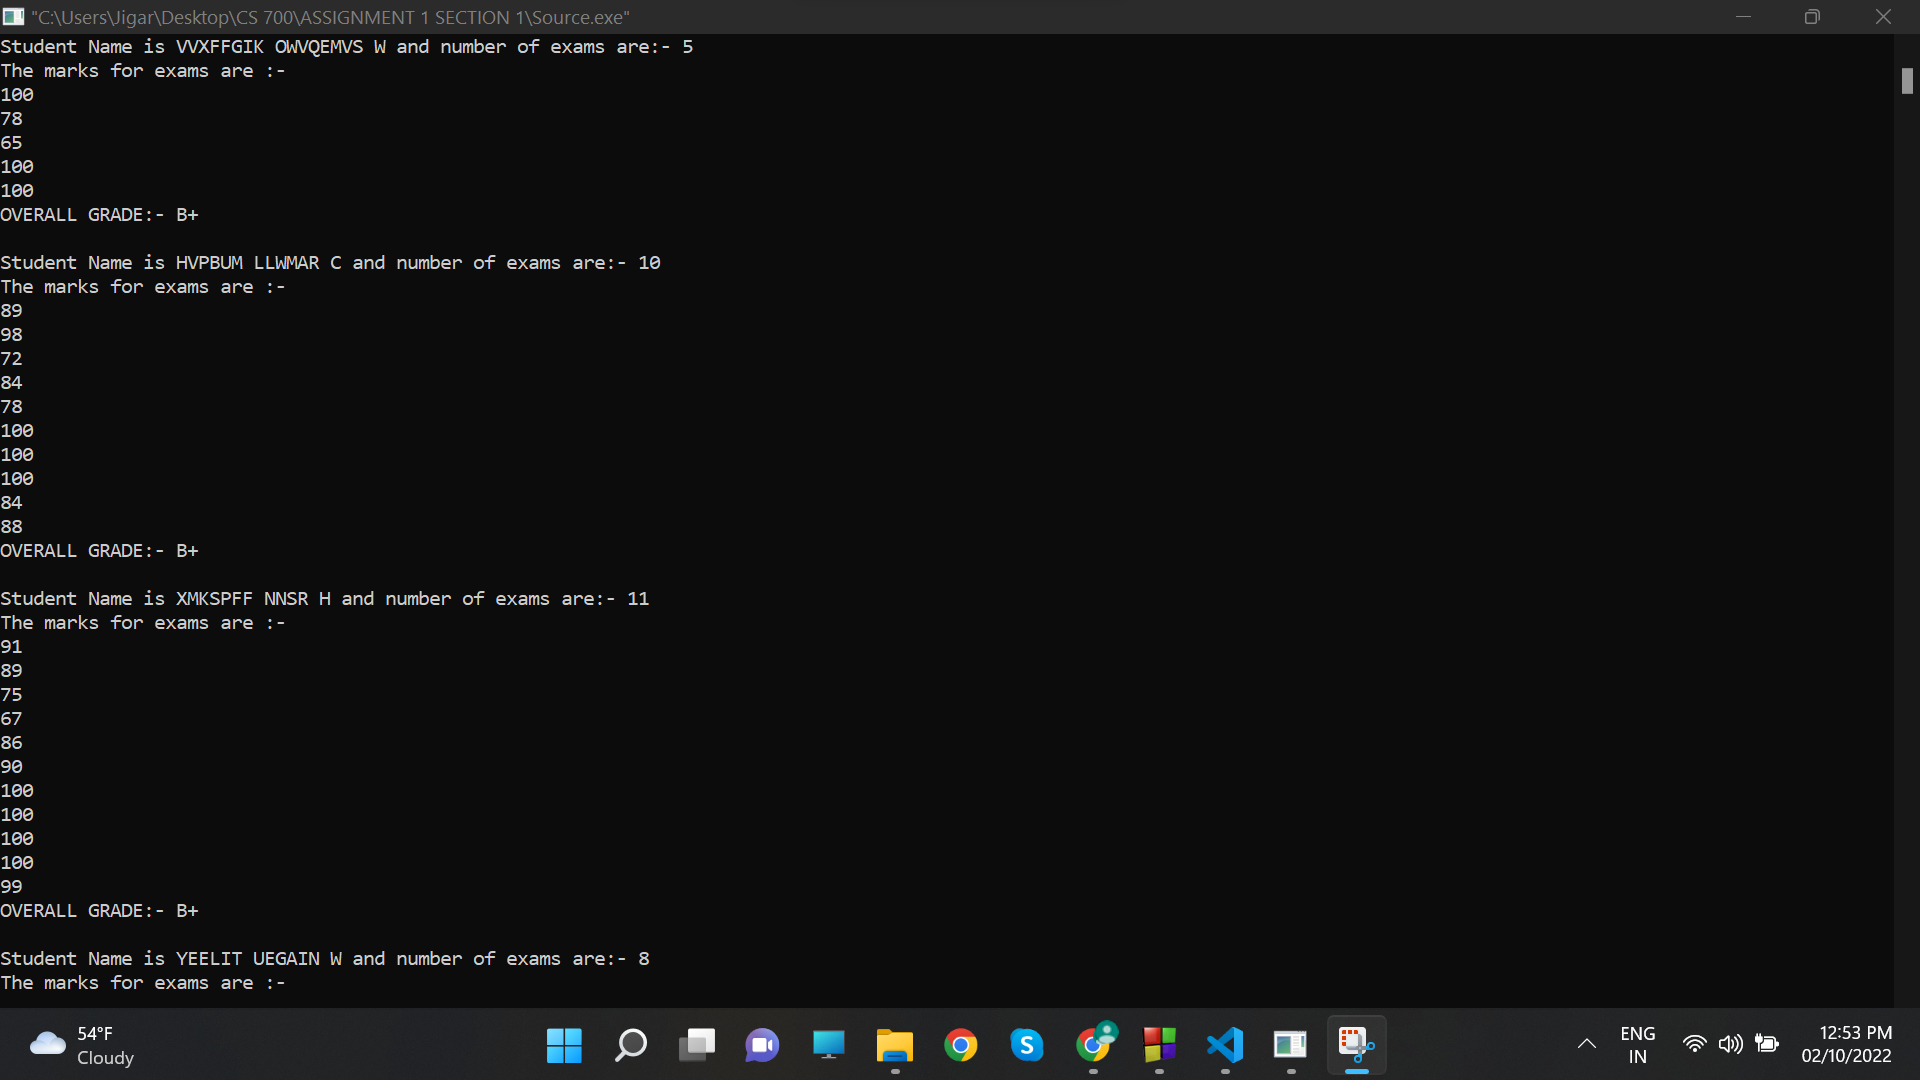 "C:\Users\Jigar\Desktop\CS 700\ASSIGNMENT 1 SECTION 1\Source.exe"
Student Name is VVXFFGIK OWVQEMVS W and number of exams are:- 5
The marks for exams are :-
100
78
65
100
100
OVERALL GRADE:- B+
Student Name is HVPBUM LLWMAR C and number of exams are:- 10
The marks for exams are :-
89
98
72
84
78
100
100
100
84
88
OVERALL GRADE:- B+
Student Name is XMKSPFF NNSR H and number of exams are:- 11
The marks for exams are :-
91
89
75
67
86
90
100
100
100
100
99
OVERALL GRADE:- B+
Student Name is YEELIT UEGAIN W and number of exams are:- 8
The marks for exams are :-
54°F
Cloudy
S
ENG
IN
12:53 PM
02/10/2022